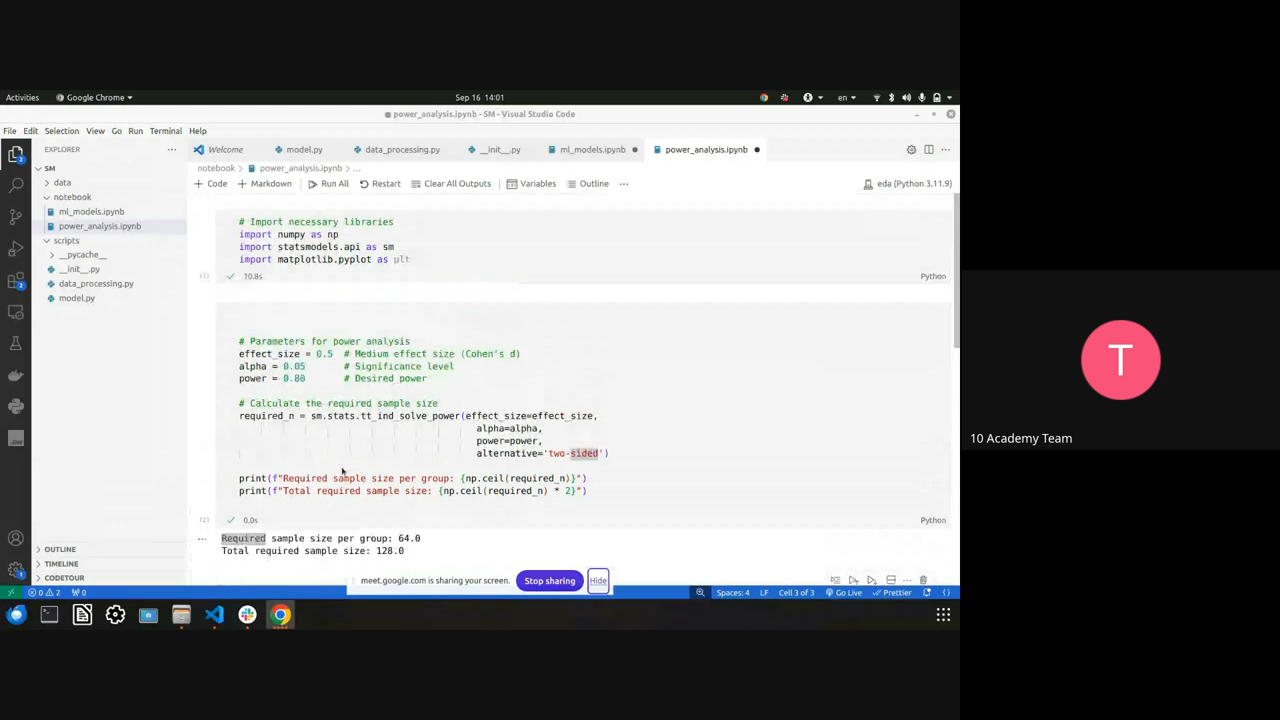 Activities
Google Chrome
Sep 16 14:01
en
power_analysis.ipynb - SM - Visual Studio Code
File Edit Selection View Go Run Terminal Help
EXPLORER
Welcome
model.py
data_processing.py
__init__.py
ml_models.ipynb
power_analysis.ipynb
SM
data
notebook
ml_models.ipynb
power_analysis.ipynb
scripts
__pycache__
__init__.py
data_processing.py
model.py
OUTLINE
TIMELINE
CODETOUR
notebook > power_analysis.ipynb > ...
+ Code + Markdown Run All Restart Clear All Outputs Variables Outline ...
eda (Python 3.11.9)
# Import necessary libraries
import numpy as np
import statsmodels.api as sm
import matplotlib.pyplot as plt
[1] 10.8s
Python
# Parameters for power analysis
effect_size = 0.5 # Medium effect size (Cohen's d)
alpha = 0.05 # Significance level
power = 0.80 # Desired power
# Calculate the required sample size
required_n = sm.stats.tt_ind_solve_power(effect_size=effect_size,
alpha=alpha,
power=power,
alternative='two-sided')
print(f"Required sample size per group: {np.ceil(required_n)}")
print(f"Total required sample size: {np.ceil(required_n) * 2}")
[2] 0.0s
Python
Required sample size per group: 64.0
Total required sample size: 128.0
meet.google.com is sharing your screen.
Stop sharing
Hide
0 2 0
Spaces: 4 LF Cell 3 of 3 Go Live Prettier
T
10 Academy Team